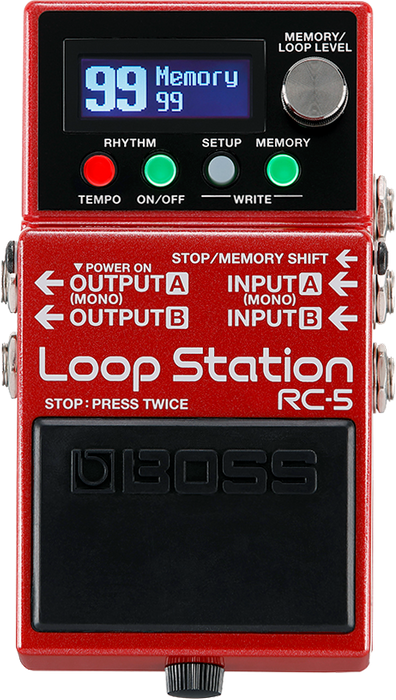 MEMORY/
LOOP LEVEL
99 Memory
99
RHYTHM SETUP MEMORY
TEMPO ON/OFF WRITE
STOP/MEMORY SHIFT ←
▼POWER ON
← OUTPUT A INPUT A ←
(MONO) (MONO)
← OUTPUT B INPUT B ←
Loop Station
STOP : PRESS TWICE RC-5
BOSS